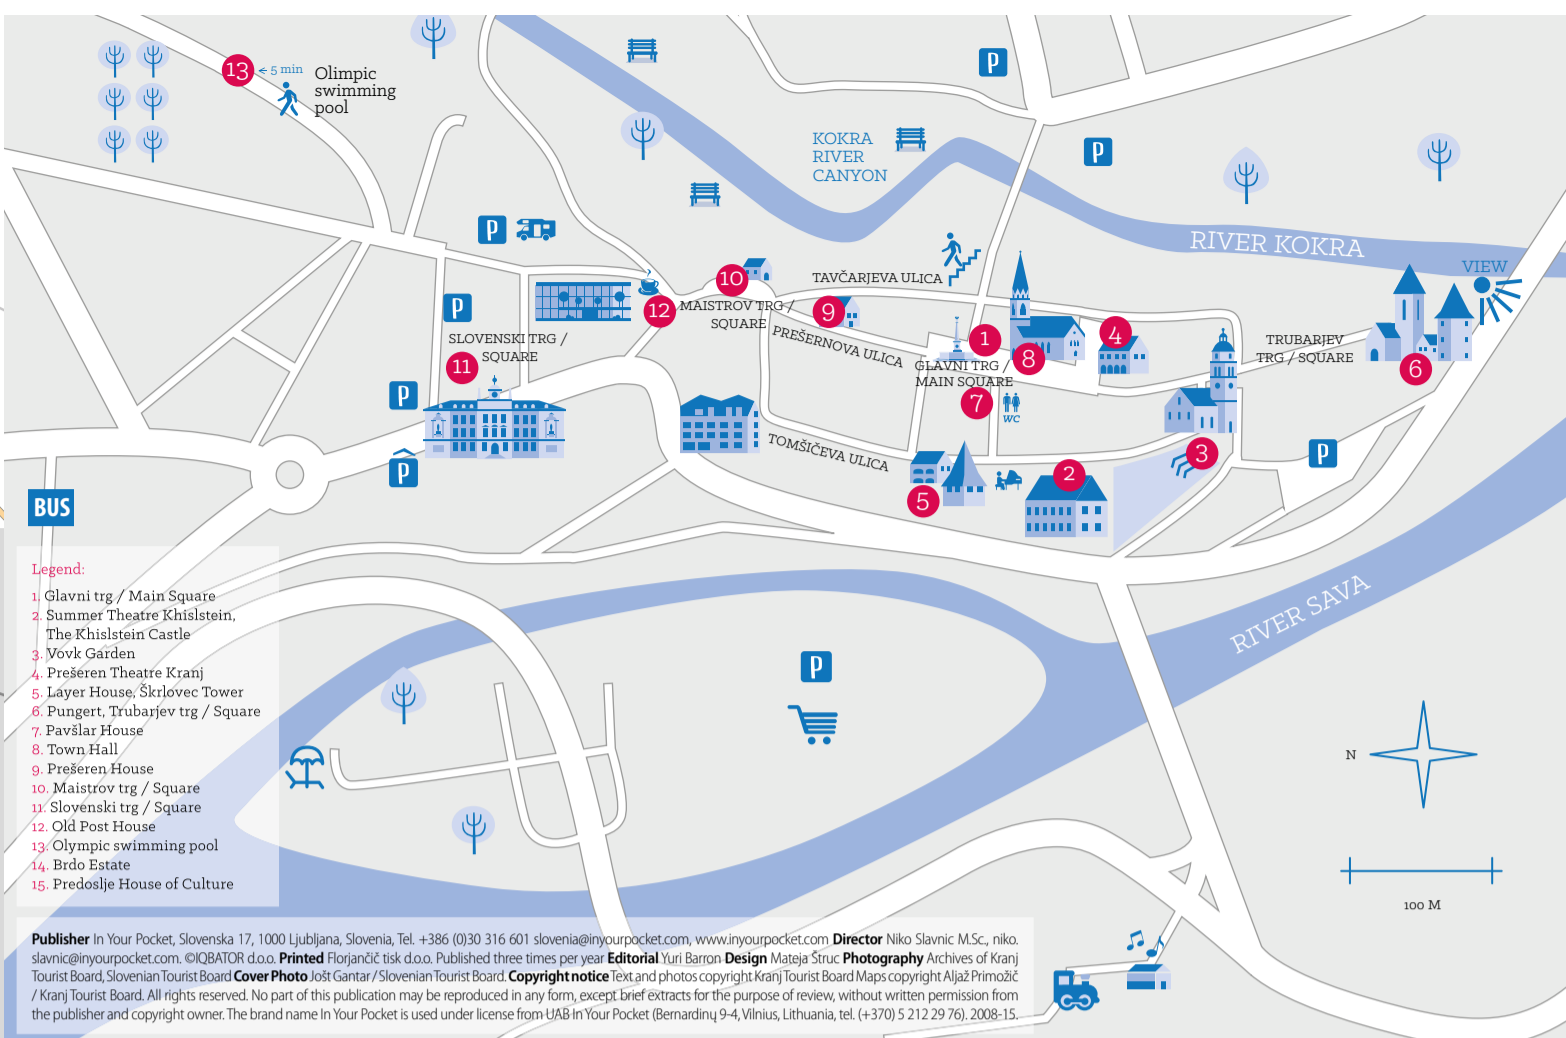 13
← 5 min
Olimpic
swimming
pool
P
KOKRA
RIVER
CANYON
P
P
RIVER KOKRA
VIEW
10
TAVČARJEVA ULICA
P
12
MAISTROV TRG /
SQUARE
9
PREŠERNOVA ULICA
1
GLAVNI TRG /
MAIN SQUARE
8
4
TRUBARJEV
TRG / SQUARE
6
SLOVENSKI TRG /
SQUARE
11
P
P
7
WC
TOMŠIČEVA ULICA
5
2
3
P
P
BUS
RIVER SAVA
P
N
100 M
Legend:
1. Glavni trg / Main Square
2. Summer Theatre Khislstein,
The Khislstein Castle
3. Vovk Garden
4. Prešeren Theatre Kranj
5. Layer House, Škrlovec Tower
6. Pungert, Trubarjev trg / Square
7. Pavšlar House
8. Town Hall
9. Prešeren House
10. Maistrov trg / Square
11. Slovenski trg / Square
12. Old Post House
13. Olympic swimming pool
14. Brdo Estate
15. Predoslje House of Culture
Publisher In Your Pocket, Slovenska 17, 1000 Ljubljana, Slovenia, Tel. +386 (0)30 316 601 slovenia@inyourpocket.com, www.inyourpocket.com Director Niko Slavnic M.Sc., niko.
slavnic@inyourpocket.com. ©IQBATOR d.o.o. Printed Florjančič tisk d.o.o. Published three times per year Editorial Yuri Barron Design Mateja Štruc Photography Archives of Kranj
Tourist Board, Slovenian Tourist Board Cover Photo Jošt Gantar / Slovenian Tourist Board. Copyright notice Text and photos copyright Kranj Tourist Board Maps copyright Aljaž Primožič
/ Kranj Tourist Board. All rights reserved. No part of this publication may be reproduced in any form, except brief extracts for the purpose of review, without written permission from
the publisher and copyright owner. The brand name In Your Pocket is used under license from UAB In Your Pocket (Bernardinų 9-4, Vilnius, Lithuania, tel. (+370) 5 212 29 76). 2008-15.